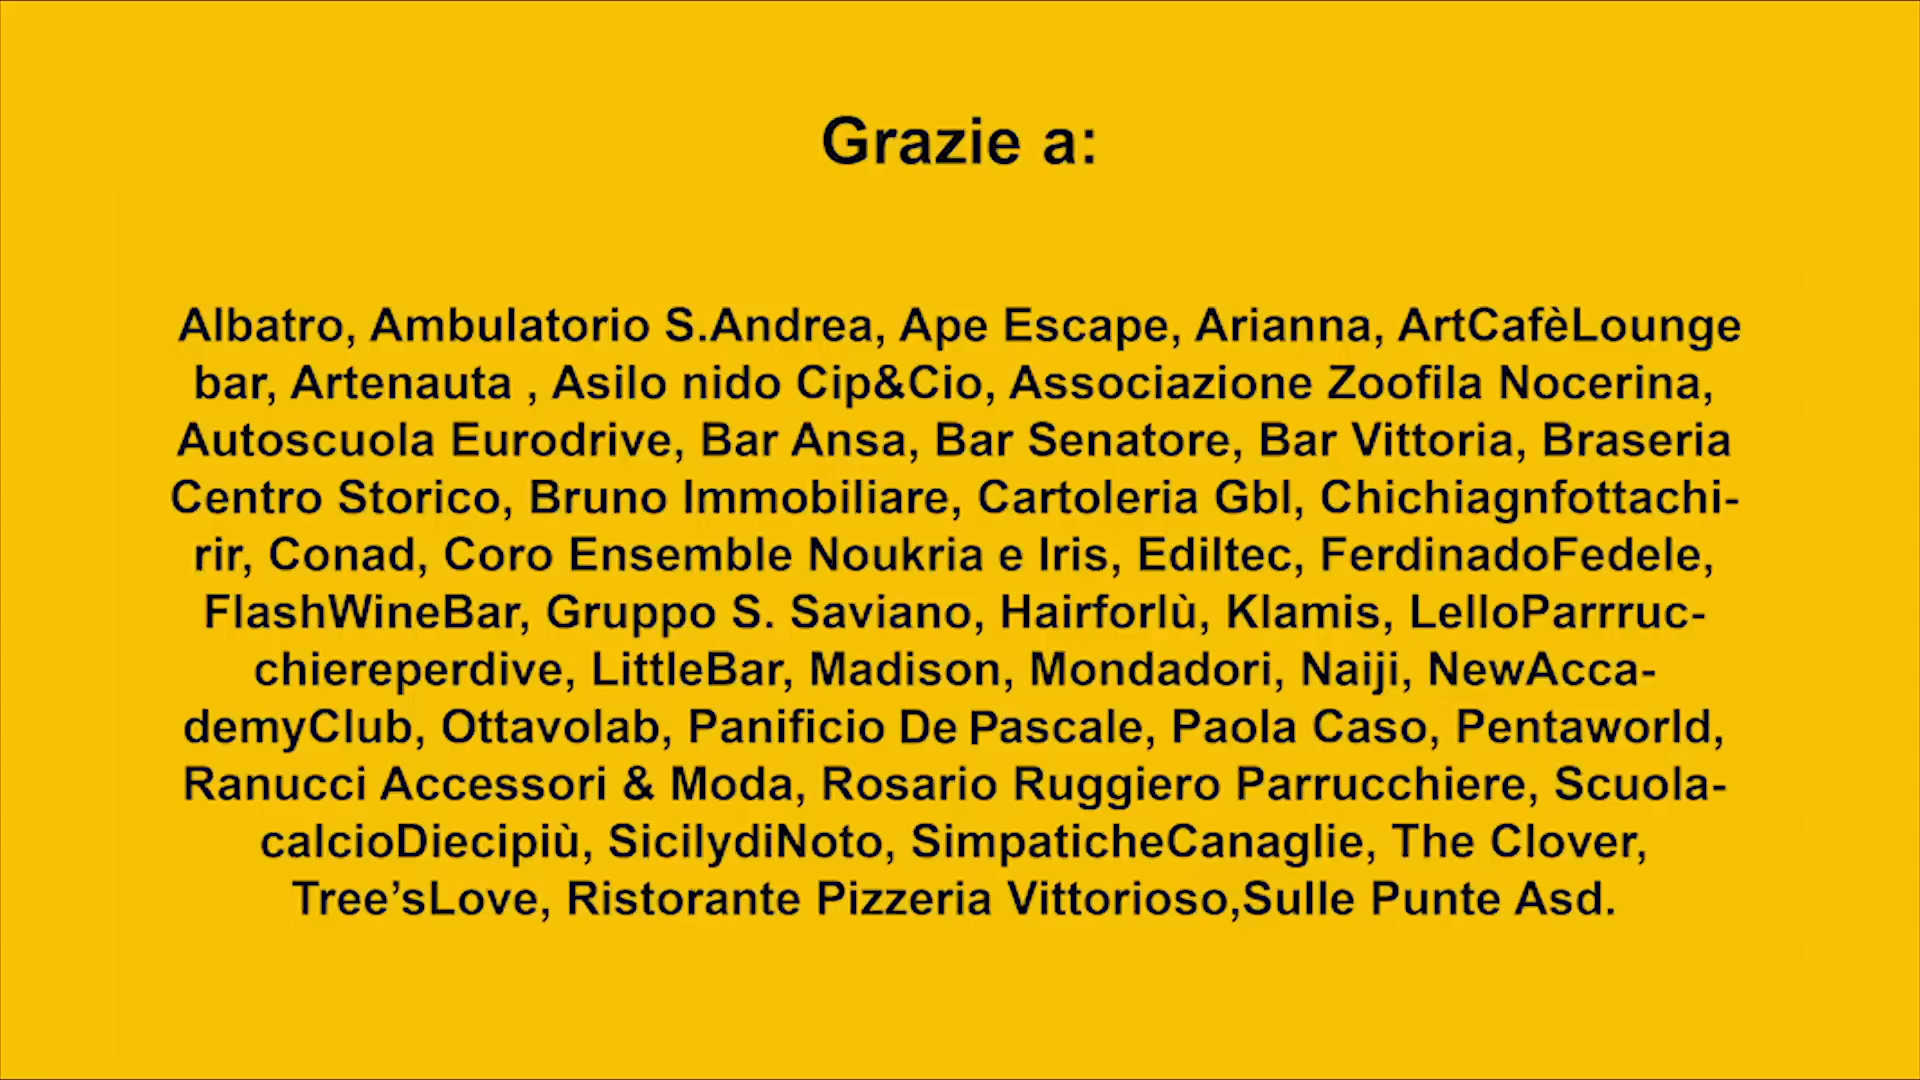 Grazie a:
Albatro, Ambulatorio S.Andrea, Ape Escape, Arianna, ArtCafèLounge
bar, Artenauta , Asilo nido Cip&Cio, Associazione Zoofila Nocerina,
Autoscuola Eurodrive, Bar Ansa, Bar Senatore, Bar Vittoria, Braseria
Centro Storico, Bruno Immobiliare, Cartoleria Gbl, Chichiagnfottachi-
rir, Conad, Coro Ensemble Noukria e Iris, Ediltec, FerdinadoFedele,
FlashWineBar, Gruppo S. Saviano, Hairforlù, Klamis, LelloParrruc-
chiereperdive, LittleBar, Madison, Mondadori, Naiji, NewAcca-
demyClub, Ottavolab, Panificio De Pascale, Paola Caso, Pentaworld,
Ranucci Accessori & Moda, Rosario Ruggiero Parrucchiere, Scuola-
calcioDiecipiù, SicilydiNoto, SimpaticheCanaglie, The Clover,
Tree’sLove, Ristorante Pizzeria Vittorioso,Sulle Punte Asd.